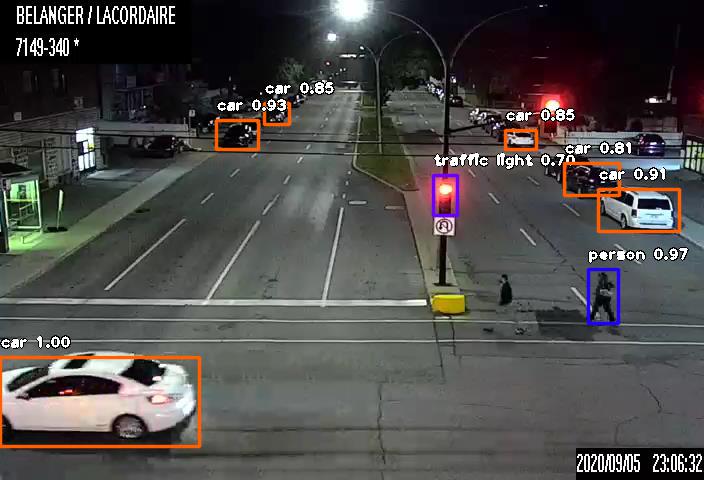 BELANGER / LACORDAIRE
7149-340 *
car 0.85
car 0.93
car 0.85
car 0.81
traffic light 0.70
car 0.91
person 0.97
car 1.00
2020/09/05 23:06:32